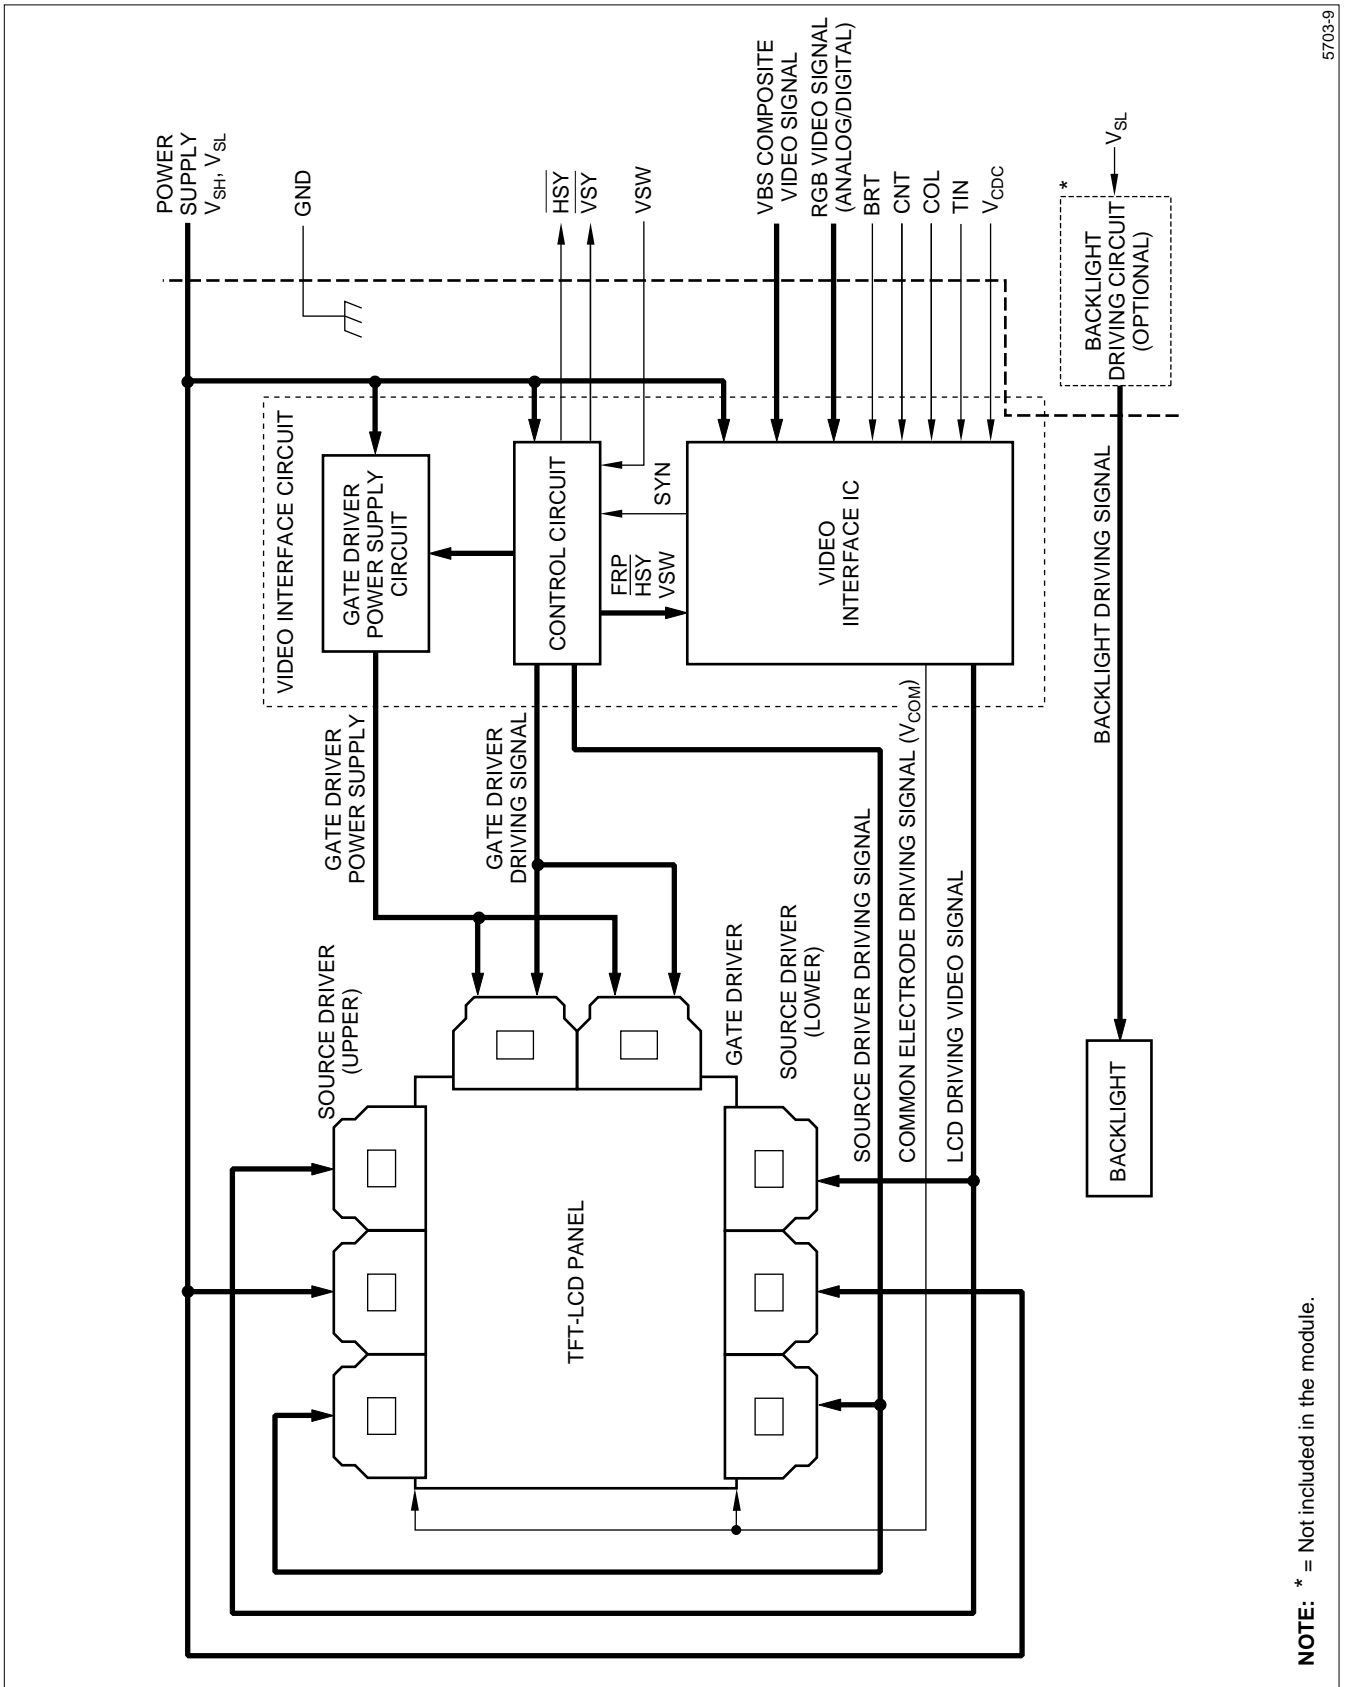 5703-9
POWER
SUPPLY
V_SH, V_SL
GND
HSY
VSY
VSW
VBS COMPOSITE
VIDEO SIGNAL
RGB VIDEO SIGNAL
(ANALOG/DIGITAL)
BRT
CNT
COL
TIN
V_CDC
*
BACKLIGHT
DRIVING CIRCUIT
(OPTIONAL)
V_SL
VIDEO INTERFACE CIRCUIT
GATE DRIVER
POWER SUPPLY
CIRCUIT
CONTROL CIRCUIT
SYN
FRP
HSY
VSW
VIDEO
INTERFACE IC
BACKLIGHT DRIVING SIGNAL
GATE DRIVER
POWER SUPPLY
GATE DRIVER
DRIVING SIGNAL
SOURCE DRIVER DRIVING SIGNAL
COMMON ELECTRODE DRIVING SIGNAL (V_COM)
LCD DRIVING VIDEO SIGNAL
SOURCE DRIVER
(UPPER)
GATE DRIVER
SOURCE DRIVER
(LOWER)
TFT-LCD PANEL
BACKLIGHT
NOTE: * = Not included in the module.